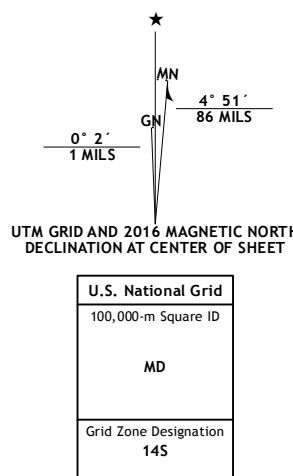 ★
MN
4° 51´
86 MILS
GN
0° 2´
1 MILS
UTM GRID AND 2016 MAGNETIC NORTH
DECLINATION AT CENTER OF SHEET
U.S. National Grid
100,000-m Square ID
MD
Grid Zone Designation
14S